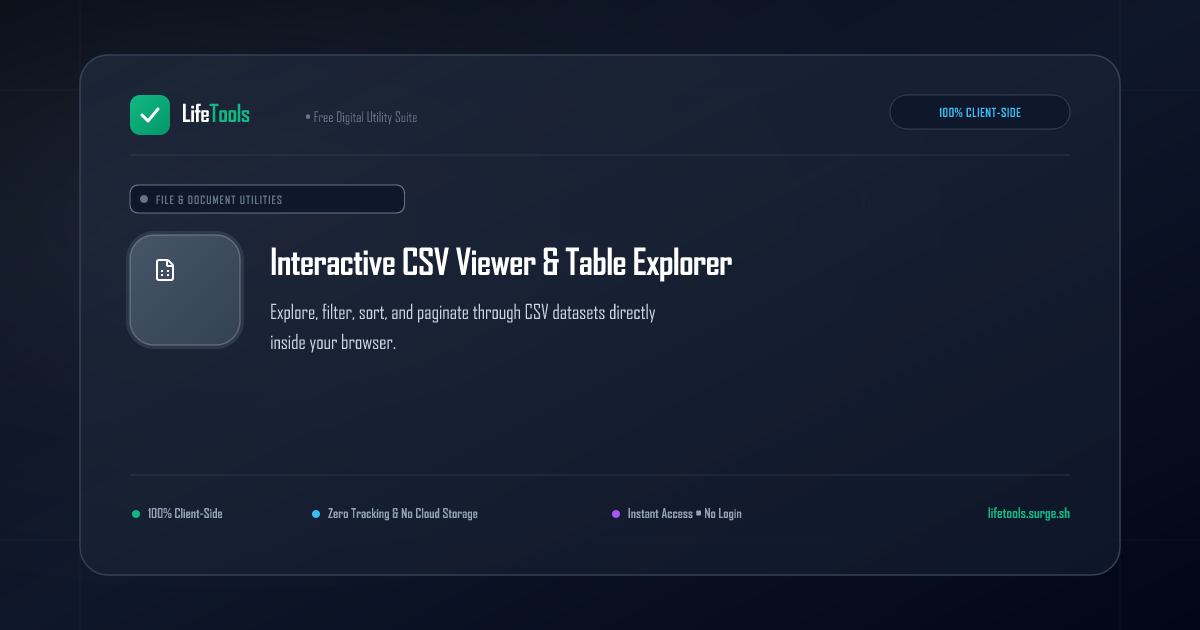 LifeTools
▪ Free Digital Utility Suite
100% CLIENT-SIDE
FILE & DOCUMENT UTILITIES
Interactive CSV Viewer & Table Explorer
Explore, filter, sort, and paginate through CSV datasets directly
inside your browser.
100% Client-Side
Zero Tracking & No Cloud Storage
Instant Access ▪ No Login
lifetools.surge.sh